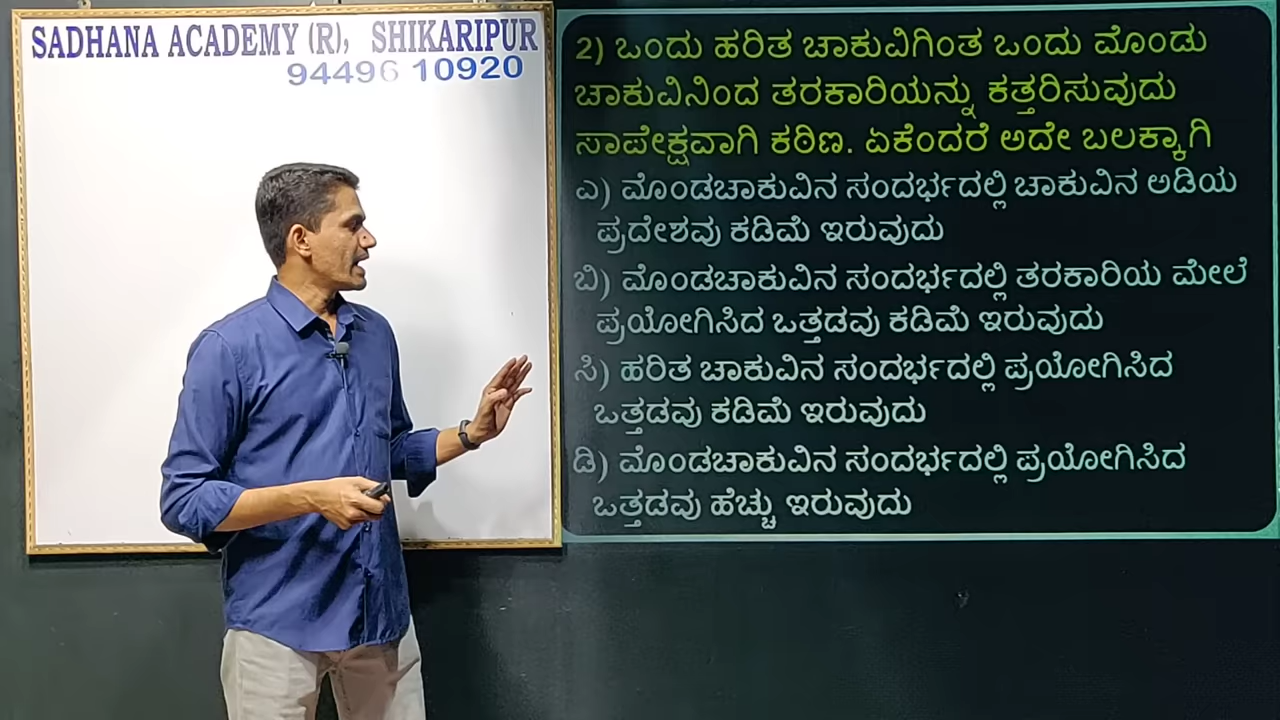 SADHANA ACADEMY (R), SHIKARIPUR
94496 10920
2) ಒಂದು ಹರಿತ ಚಾಕುವಿಗಿಂತ ಒಂದು ಮೊಂಡು
ಚಾಕುವಿನಿಂದ ತರಕಾರಿಯನ್ನು ಕತ್ತರಿಸುವುದು
ಸಾಪೇಕ್ಷವಾಗಿ ಕಠಿಣ. ಏಕೆಂದರೆ ಅದೇ ಬಲಕ್ಕಾಗಿ
ಎ) ಮೊಂಡಚಾಕುವಿನ ಸಂದರ್ಭದಲ್ಲಿ ಚಾಕುವಿನ ಅಡಿಯ
ಪ್ರದೇಶವು ಕಡಿಮೆ ಇರುವುದು
ಬಿ) ಮೊಂಡಚಾಕುವಿನ ಸಂದರ್ಭದಲ್ಲಿ ತರಕಾರಿಯ ಮೇಲೆ
ಪ್ರಯೋಗಿಸಿದ ಒತ್ತಡವು ಕಡಿಮೆ ಇರುವುದು
ಸಿ) ಹರಿತ ಚಾಕುವಿನ ಸಂದರ್ಭದಲ್ಲಿ ಪ್ರಯೋಗಿಸಿದ
ಒತ್ತಡವು ಕಡಿಮೆ ಇರುವುದು
ಡಿ) ಮೊಂಡಚಾಕುವಿನ ಸಂದರ್ಭದಲ್ಲಿ ಪ್ರಯೋಗಿಸಿದ
ಒತ್ತಡವು ಹೆಚ್ಚು ಇರುವುದು